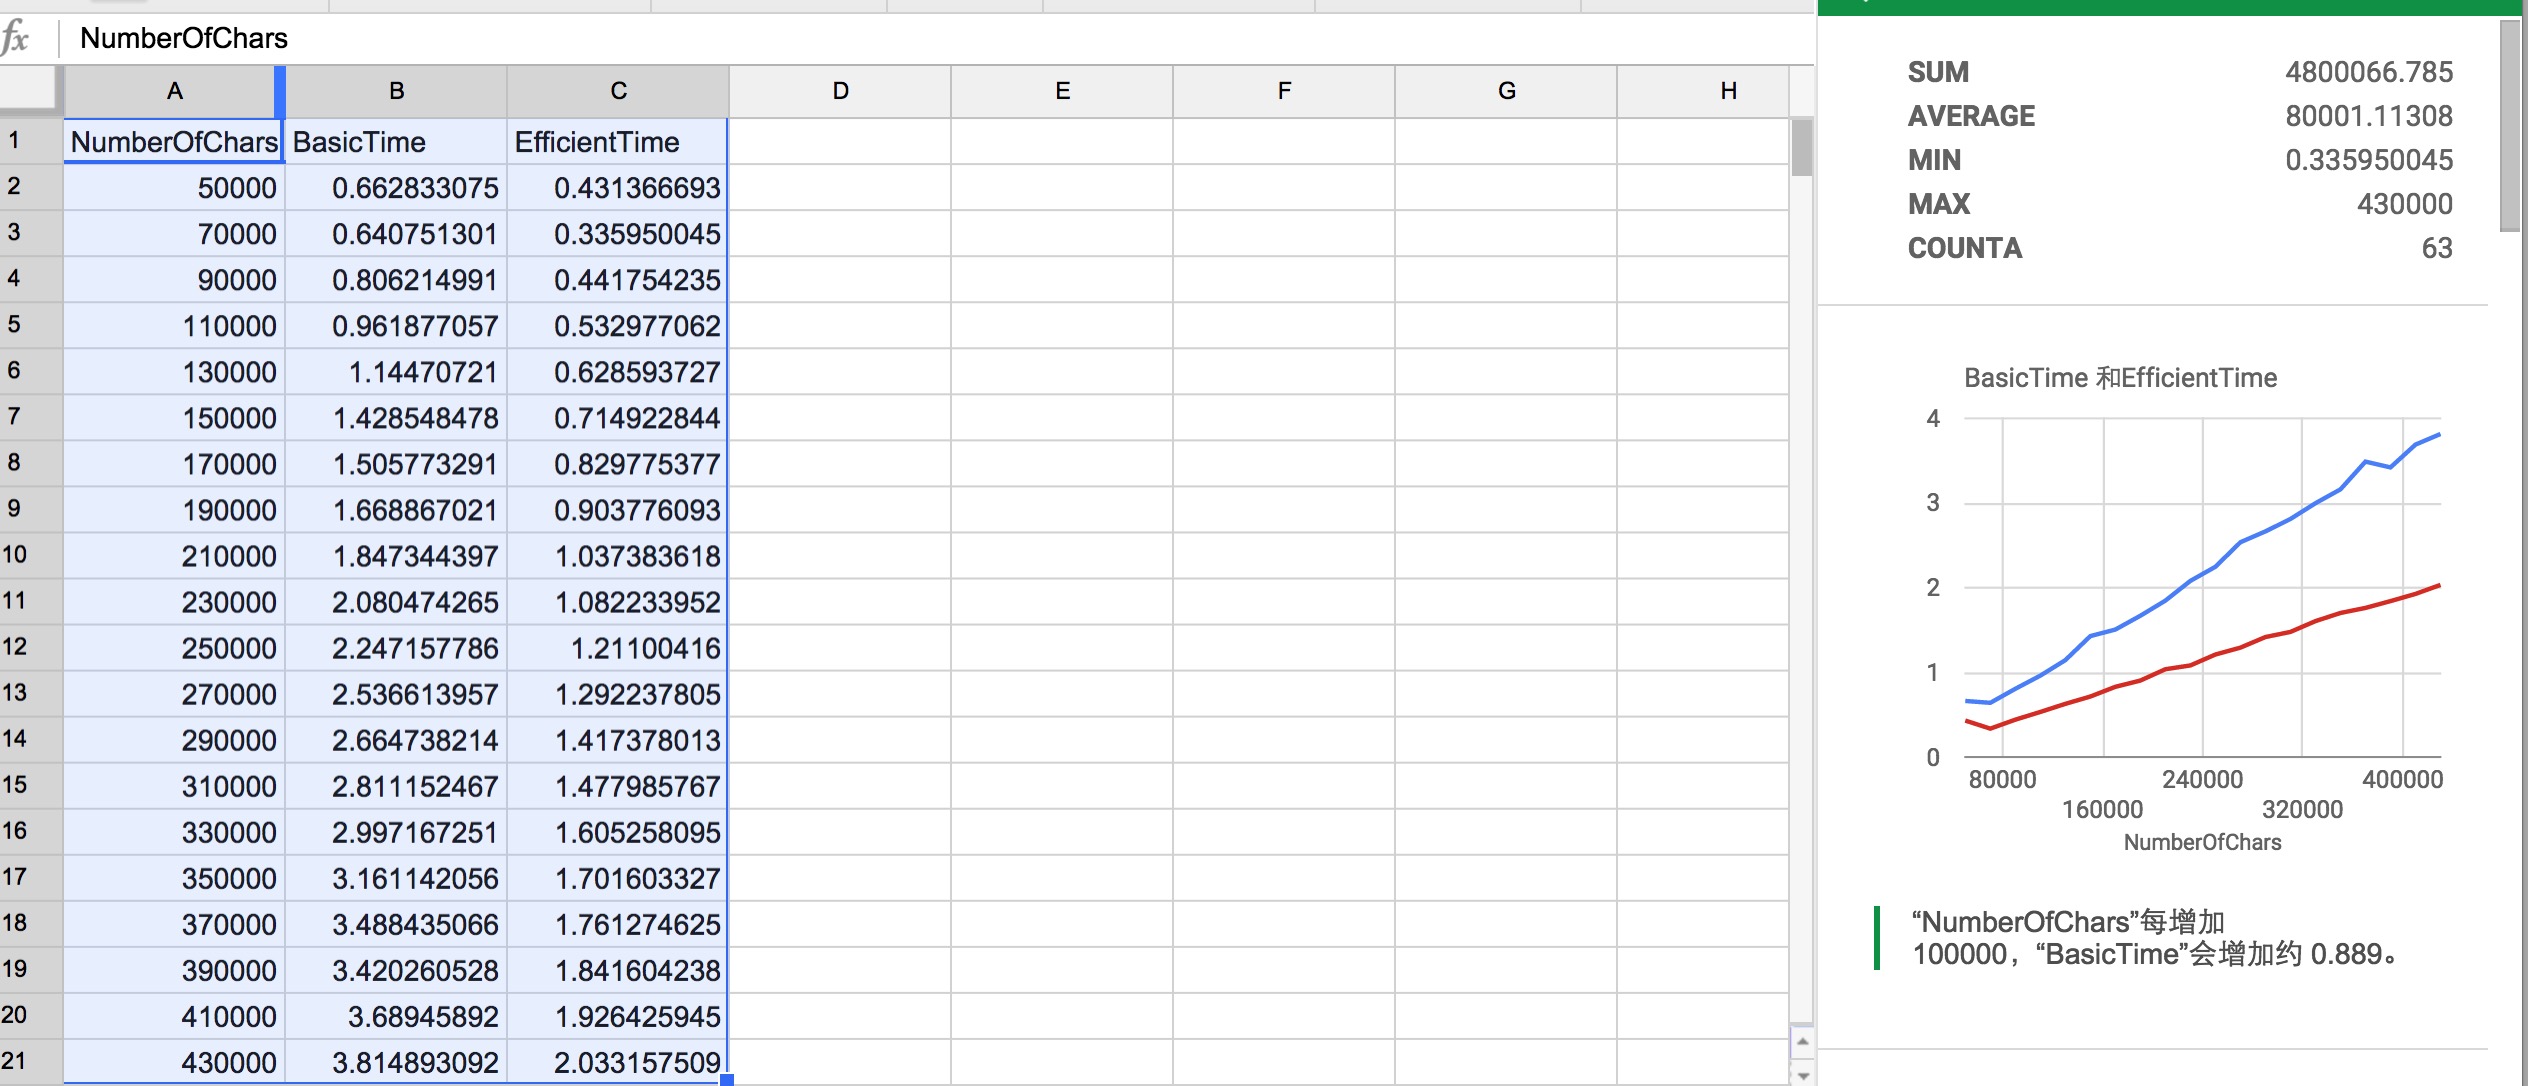 fx NumberOfChars
A B C D E F G H
1 NumberOfChars BasicTime EfficientTime
2 50000 0.662833075 0.431366693
3 70000 0.640751301 0.335950045
4 90000 0.806214991 0.441754235
5 110000 0.961877057 0.532977062
6 130000 1.14470721 0.628593727
7 150000 1.428548478 0.714922844
8 170000 1.505773291 0.829775377
9 190000 1.668867021 0.903776093
10 210000 1.847344397 1.037383618
11 230000 2.080474265 1.082233952
12 250000 2.247157786 1.21100416
13 270000 2.536613957 1.292237805
14 290000 2.664738214 1.417378013
15 310000 2.811152467 1.477985767
16 330000 2.997167251 1.605258095
17 350000 3.161142056 1.701603327
18 370000 3.488435066 1.761274625
19 390000 3.420260528 1.841604238
20 410000 3.68945892 1.926425945
21 430000 3.814893092 2.033157509
SUM 4800066.785
AVERAGE 80001.11308
MIN 0.335950045
MAX 430000
COUNTA 63
BasicTime 和EfficientTime
4
3
2
1
0
80000 240000 400000
160000 320000
NumberOfChars
“NumberOfChars”每增加
100000，“BasicTime”会增加约 0.889。